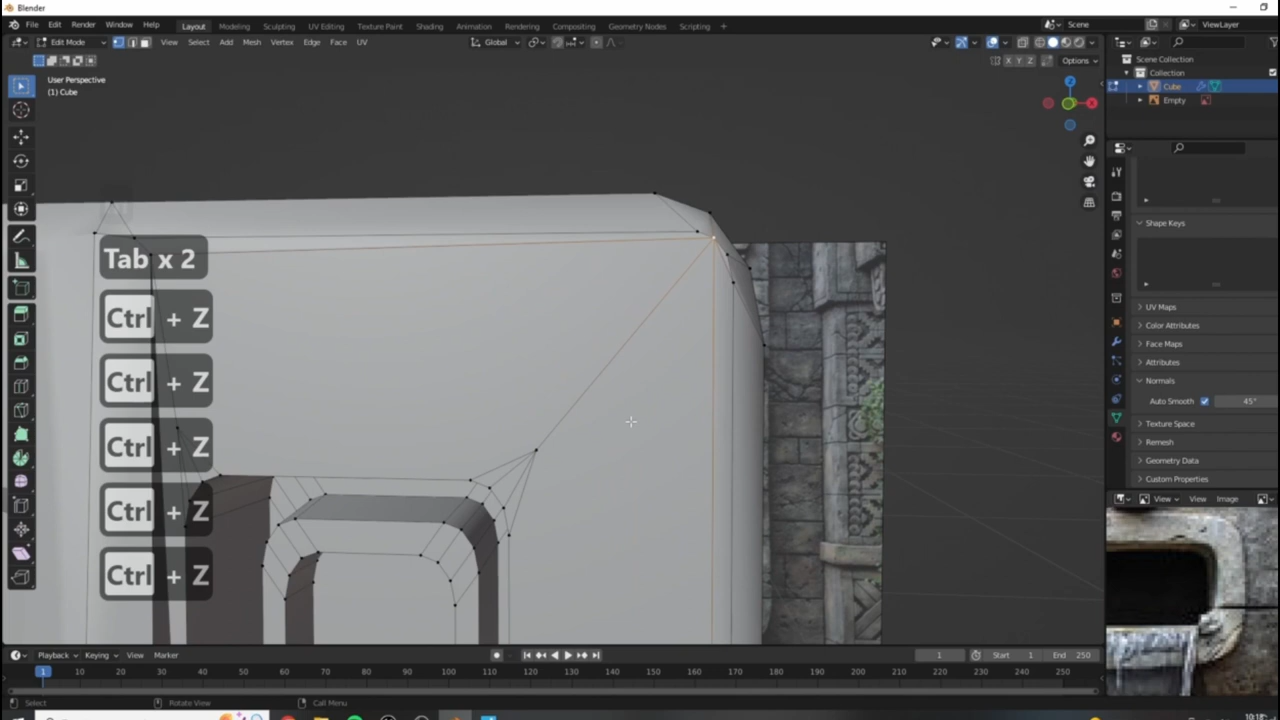 Blender
File Edit Render Window Help Layout Modeling Sculpting UV Editing Texture Paint Shading Animation Rendering Compositing Geometry Nodes Scripting + Scene ViewLayer
Edit Mode View Select Add Mesh Vertex Edge Face UV Global
X Y Z Options
User Perspective
(1) Cube
Scene Collection
Collection
Cube
Empty
Z
X
Tab x 2
Ctrl + Z
Ctrl + Z
Ctrl + Z
Ctrl + Z
Ctrl + Z
Shape Keys
UV Maps
Color Attributes
Face Maps
Attributes
Normals
Auto Smooth 45°
Texture Space
Remesh
Geometry Data
Custom Properties
View View Image
Playback Keying View Marker 1 Start 1 End 250
1 10 20 30 40 50 60 70 80 90 100 110 120 130 140 150 160 170 180 190 200 210 220 230 240 250
Select Rotate View Call Menu